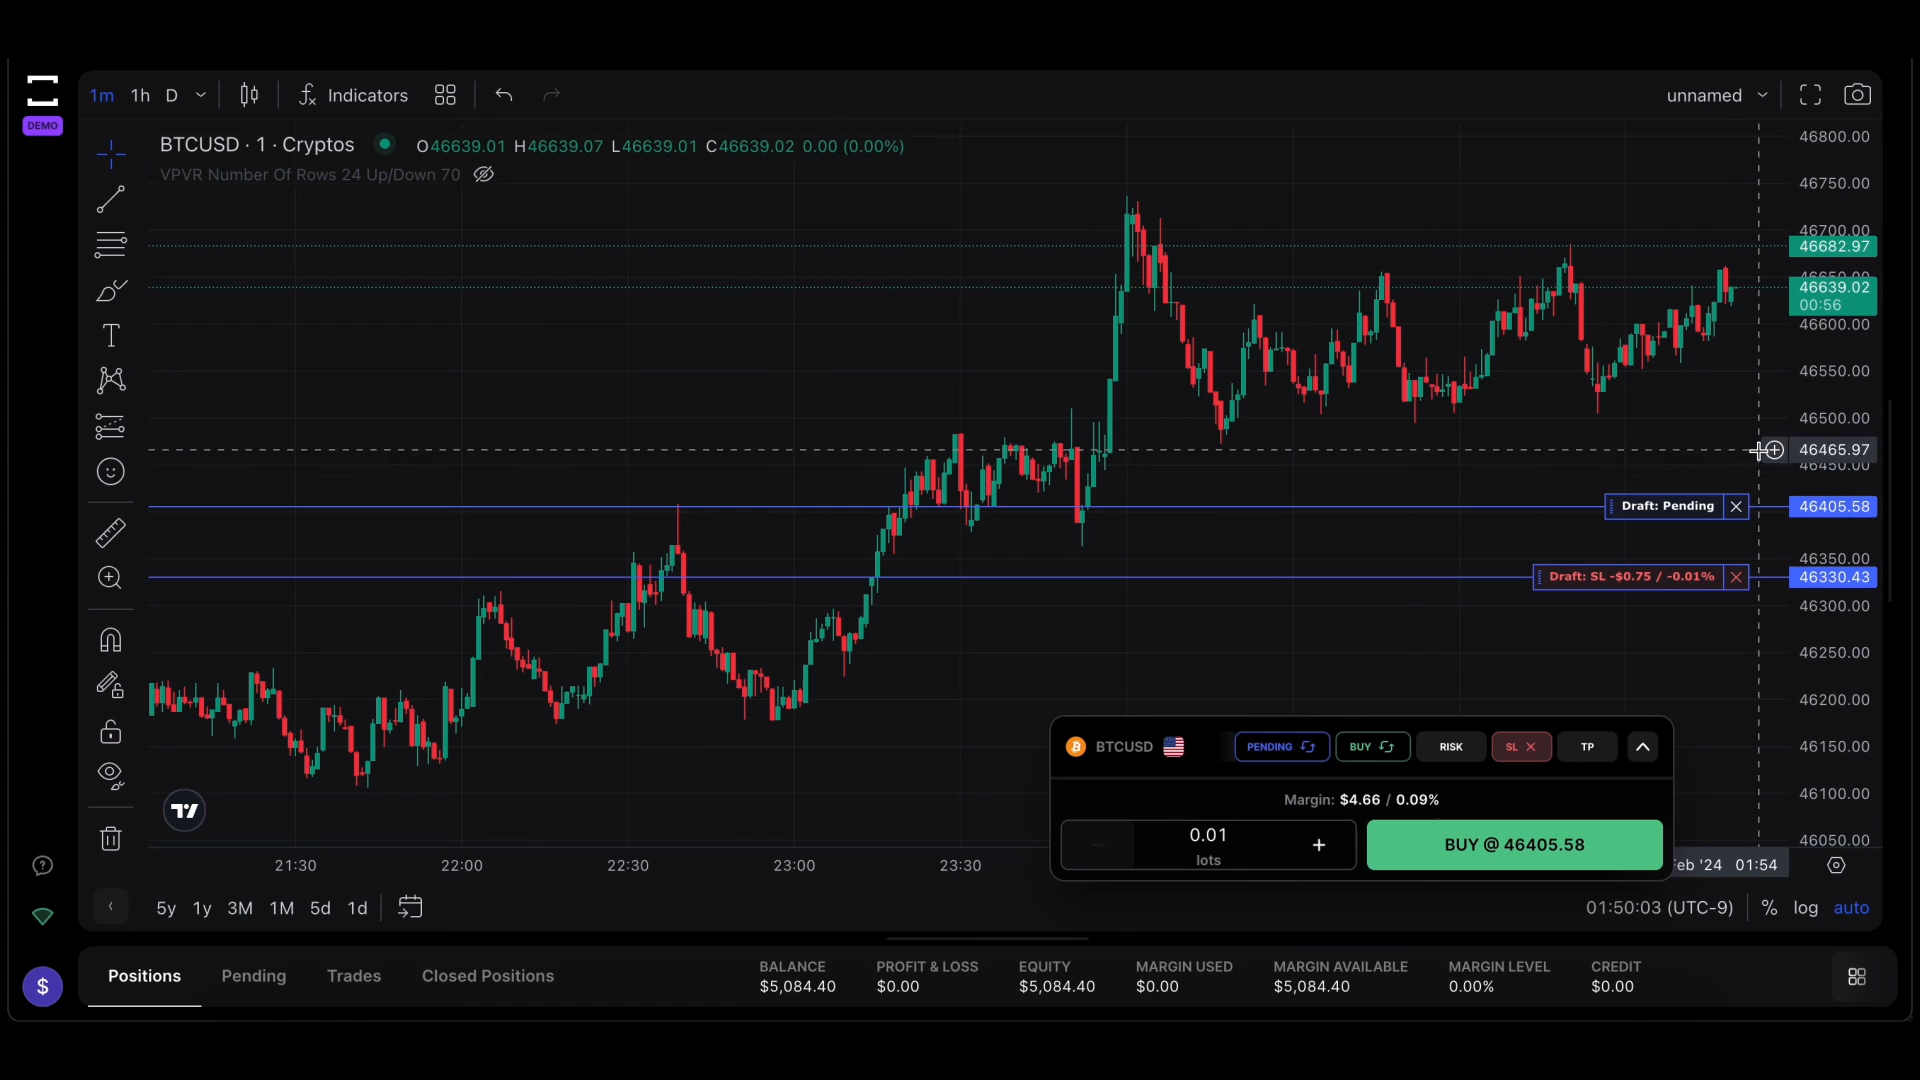 1m 1h D Indicators unnamed
DEMO
BTCUSD · 1 · Cryptos O46639.01 H46639.07 L46639.01 C46639.02 0.00 (0.00%)
VPVR Number Of Rows 24 Up/Down 70
46800.00
46750.00
46700.00
46682.97
46650.00
46639.02
00:56
46600.00
46550.00
46500.00
46465.97
46450.00
Draft: Pending 46405.58
46350.00
Draft: SL -$0.75 / -0.01% 46330.43
46300.00
46250.00
46200.00
46150.00
46100.00
46050.00
BTCUSD PENDING BUY RISK SL TP
Margin: $4.66 / 0.09%
0.01
lots
+
BUY @ 46405.58
21:30 22:00 22:30 23:00 23:30 Feb '24 01:54
5y 1y 3M 1M 5d 1d 01:50:03 (UTC-9) % log auto
$
Positions Pending Trades Closed Positions
BALANCE PROFIT & LOSS EQUITY MARGIN USED MARGIN AVAILABLE MARGIN LEVEL CREDIT
$5,084.40 $0.00 $5,084.40 $0.00 $5,084.40 0.00% $0.00